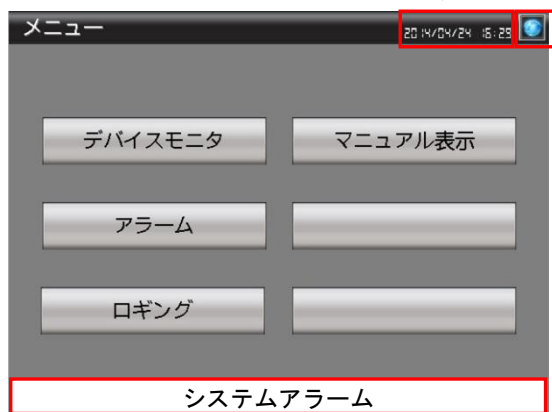 メニュー
2014/04/24 16:29
デバイスモニタ
マニュアル表示
アラーム
ロギング
システムアラーム